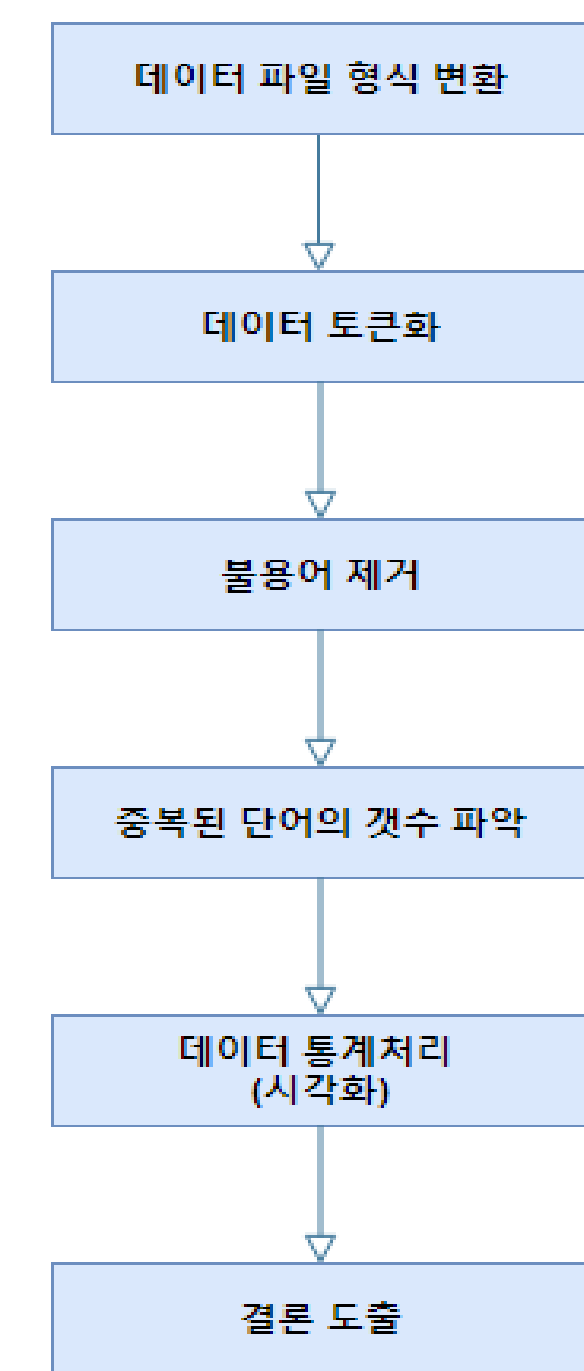 데이터 파일 형식 변환
데이터 토큰화
불용어 제거
중복된 단어의 갯수 파악
데이터 통계처리
(시각화)
결론 도출